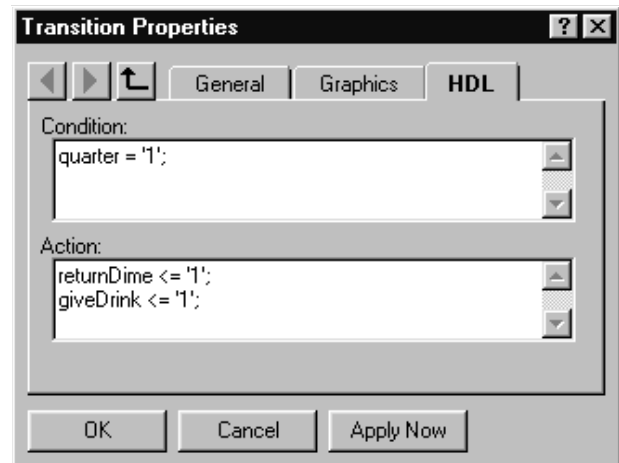 Transition Properties
General Graphics HDL
Condition:
quarter = '1';
Action:
returnDime <= '1';
giveDrink <= '1';
OK Cancel Apply Now